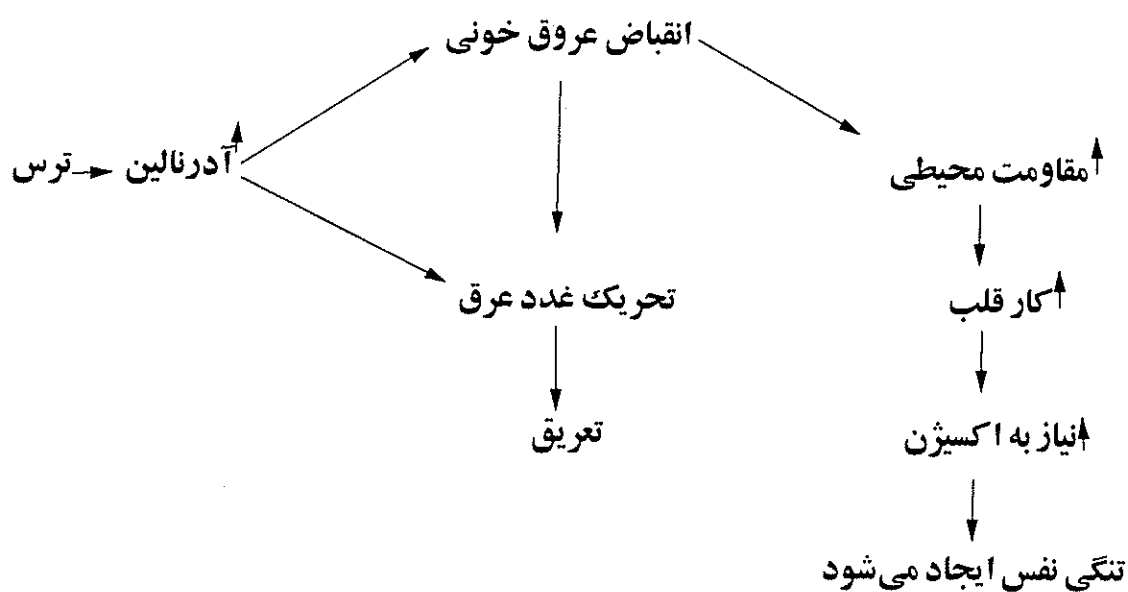 انقباض عروق خونی
ترس
آدرنالین
مقاومت محیطی
تحریک غدد عرق
کار قلب
تعریق
نیاز به اکسیژن
تنگی نفس ایجاد می‌شود